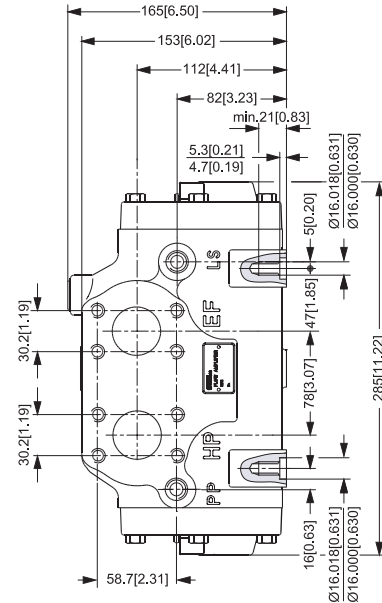 165[6.50]
153[6.02]
112[4.41]
82[3.23]
min.21[0.83]
5.3[0.21]
4.7[0.19]
Ø16.018[0.631]
Ø16.000[0.630]
5[0.20]
LS
EF
47[1.85]
30.2[1.19]
285[11.22]
78[3.07]
30.2[1.19]
HP
PP
16[0.63]
Ø16.018[0.631]
Ø16.000[0.630]
58.7[2.31]